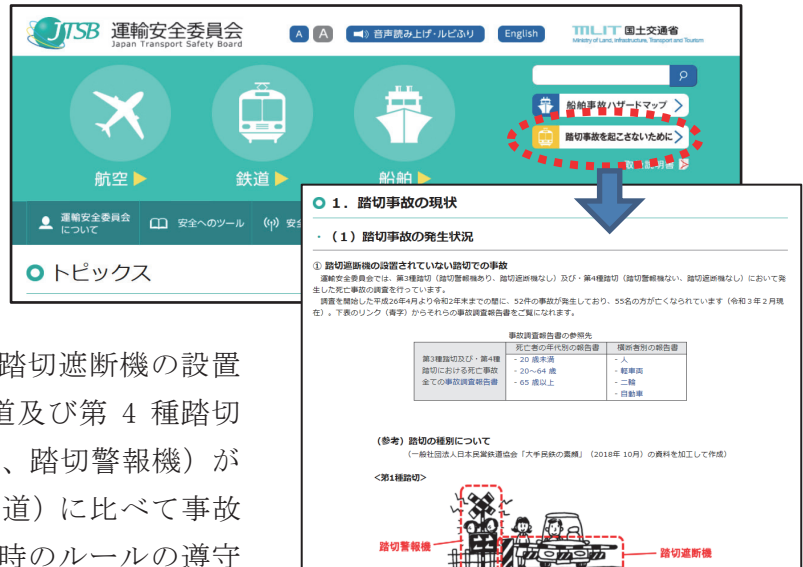 JTSB 運輸安全委員会
Japan Transport Safety Board
A A 音声読み上げ・ルビふり English
MLIT 国土交通省
Ministry of Land, Infrastructure, Transport and Tourism
船舶事故ハザードマップ
踏切事故を起こさないために
航空
鉄道
船舶
運輸安全委員会
について
安全へのツール
トピックス
1. 踏切事故の現状
・(1)踏切事故の発生状況
① 踏切遮断機の設置されていない踏切での事故
運輸安全委員会では、第3種踏切（踏切警報機あり、踏切遮断機なし）及び・第4種踏切（踏切警報機ない、踏切遮断機なし）において発
生した死亡事故の調査を行っています。
調査を開始した平成26年4月より令和2年末までの間に、52件の事故が発生しており、55名の方が亡くなられています（令和3年2月現
在）。下表のリンク（青字）からそれらの事故調査報告書をご覧になれます。
事故調査報告書の参照先
死亡者の年代別の報告書 横断者別の報告書
第3種踏切及び・第4種
踏切における死亡事故
全ての事故調査報告書
- 20 歳未満
- 20～64 歳
- 65 歳以上
- 人
- 軽車両
- 二輪
- 自動車
(参考) 踏切の種別について
（一般社団法人日本民営鉄道協会「大手民鉄の素顔」（2018年 10月）の資料を加工して作成）
<第1種踏切>
踏切警報機
踏切遮断機
踏切遮断機の設置
道及び第 4 種踏切
、踏切警報機）が
道）に比べて事故
時のルールの遵守